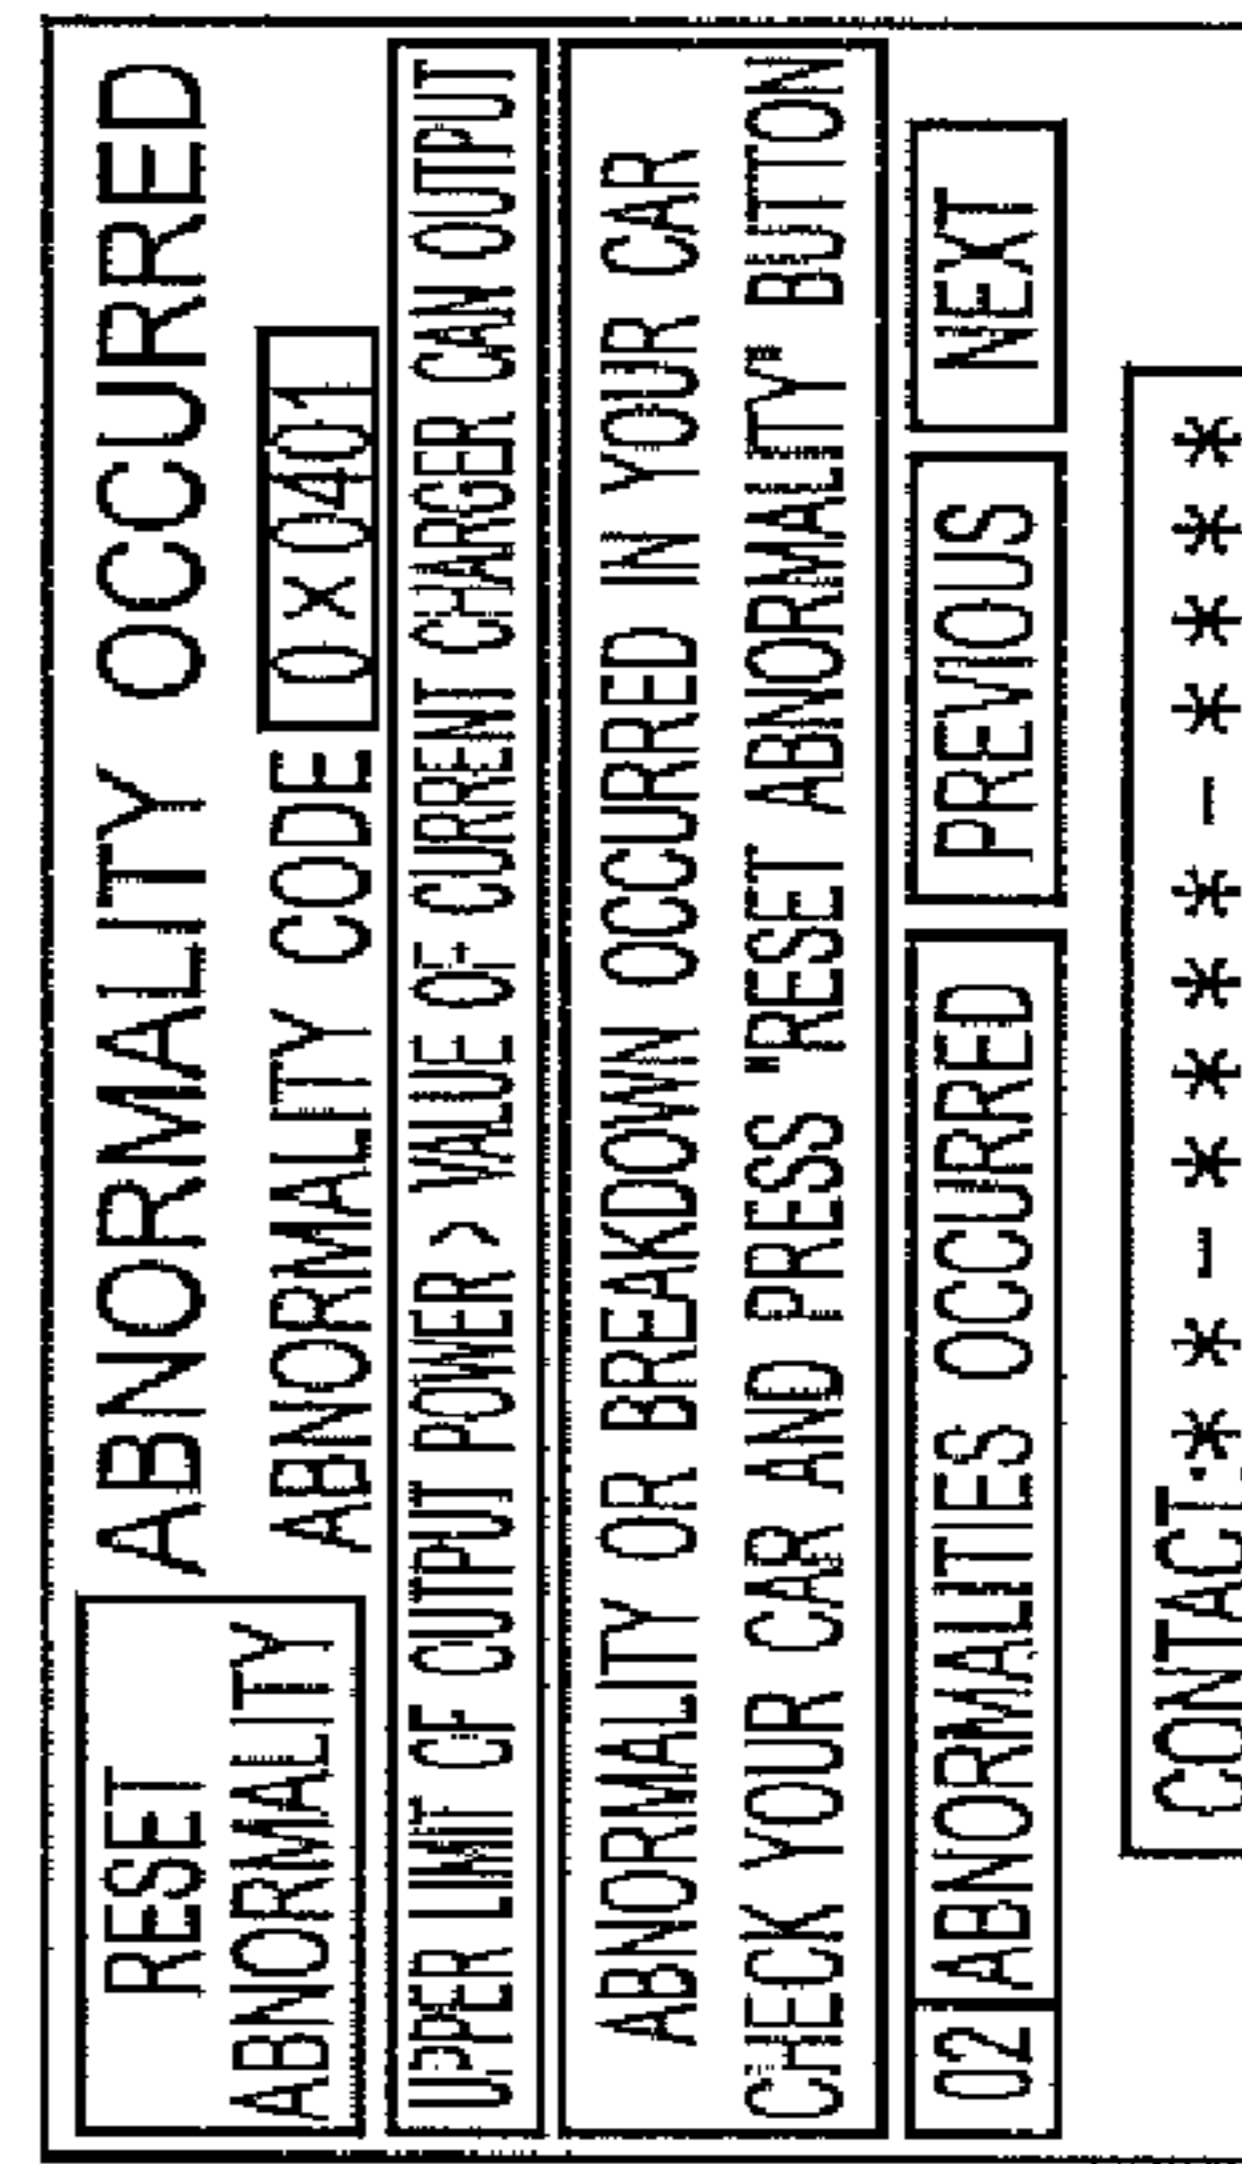 RESET
ABNORMALITY
ABNORMALITY OCCURRED
ABNORMALITY CODE 0×0401
UPPER LIMIT OF OUTPUT POWER > VALUE OF CURRENT CHARGER CAN OUTPUT
ABNORMALITY OR BREAKDOWN OCCURRED IN YOUR CAR
CHECK YOUR CAR AND PRESS "RESET ABNORMALITY" BUTTON
02 ABNORMALITIES OCCURRED
PREVIOUS
NEXT
CONTACT:**-****-****